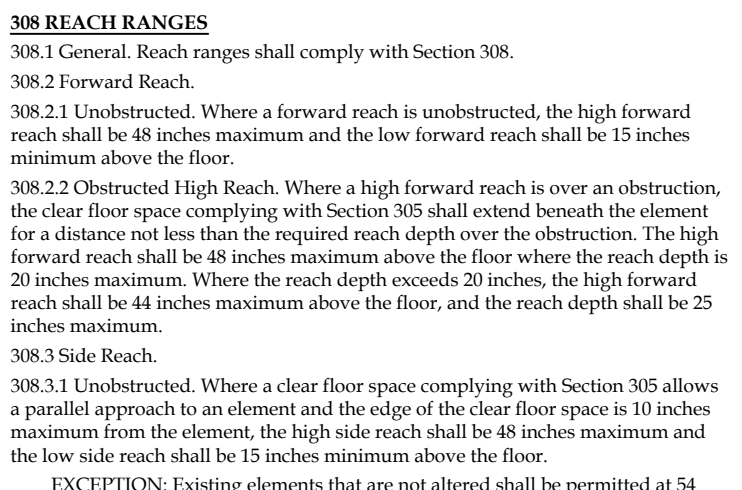 308 REACH RANGES
308.1 General. Reach ranges shall comply with Section 308.
308.2 Forward Reach.
308.2.1 Unobstructed. Where a forward reach is unobstructed, the high forward
reach shall be 48 inches maximum and the low forward reach shall be 15 inches
minimum above the floor.
308.2.2 Obstructed High Reach. Where a high forward reach is over an obstruction,
the clear floor space complying with Section 305 shall extend beneath the element
for a distance not less than the required reach depth over the obstruction. The high
forward reach shall be 48 inches maximum above the floor where the reach depth is
20 inches maximum. Where the reach depth exceeds 20 inches, the high forward
reach shall be 44 inches maximum above the floor, and the reach depth shall be 25
inches maximum.
308.3 Side Reach.
308.3.1 Unobstructed. Where a clear floor space complying with Section 305 allows
a parallel approach to an element and the edge of the clear floor space is 10 inches
maximum from the element, the high side reach shall be 48 inches maximum and
the low side reach shall be 15 inches minimum above the floor.
EXCEPTION: Existing elements that are not altered shall be permitted at 54